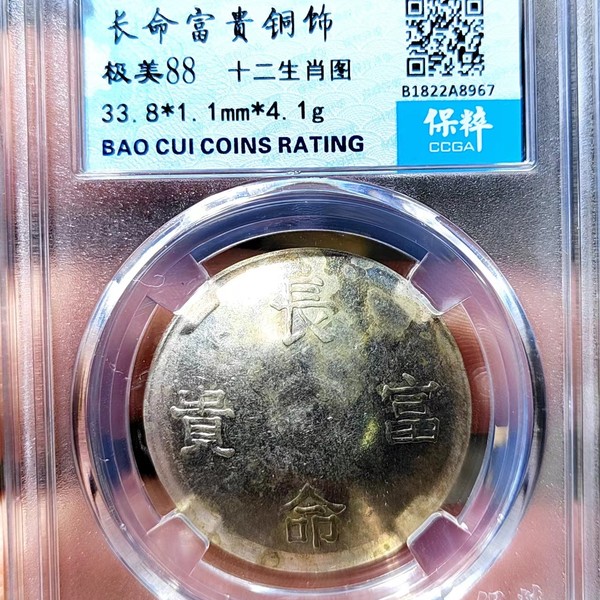 长命富貴铜饰
极美88 十二生肖图
33.8*1.1mm*4.1g
BAO CUI COINS RATING
B1822A8967
保粹
CCGA
長
貴 富
命